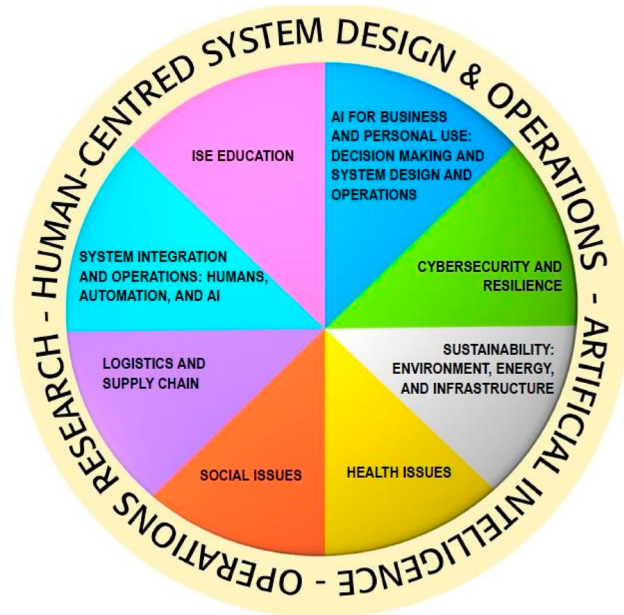 HUMAN-CENTRED SYSTEM DESIGN & OPERATIONS - ARTIFICIAL INTELLIGENCE - OPERATIONS RESEARCH -
ISE EDUCATION
AI FOR BUSINESS
AND PERSONAL USE:
DECISION MAKING AND
SYSTEM DESIGN AND
OPERATIONS
CYBERSECURITY AND
RESILIENCE
SUSTAINABILITY:
ENVIRONMENT, ENERGY,
AND INFRASTRUCTURE
HEALTH ISSUES
SOCIAL ISSUES
LOGISTICS AND
SUPPLY CHAIN
SYSTEM INTEGRATION
AND OPERATIONS: HUMANS,
AUTOMATION, AND AI